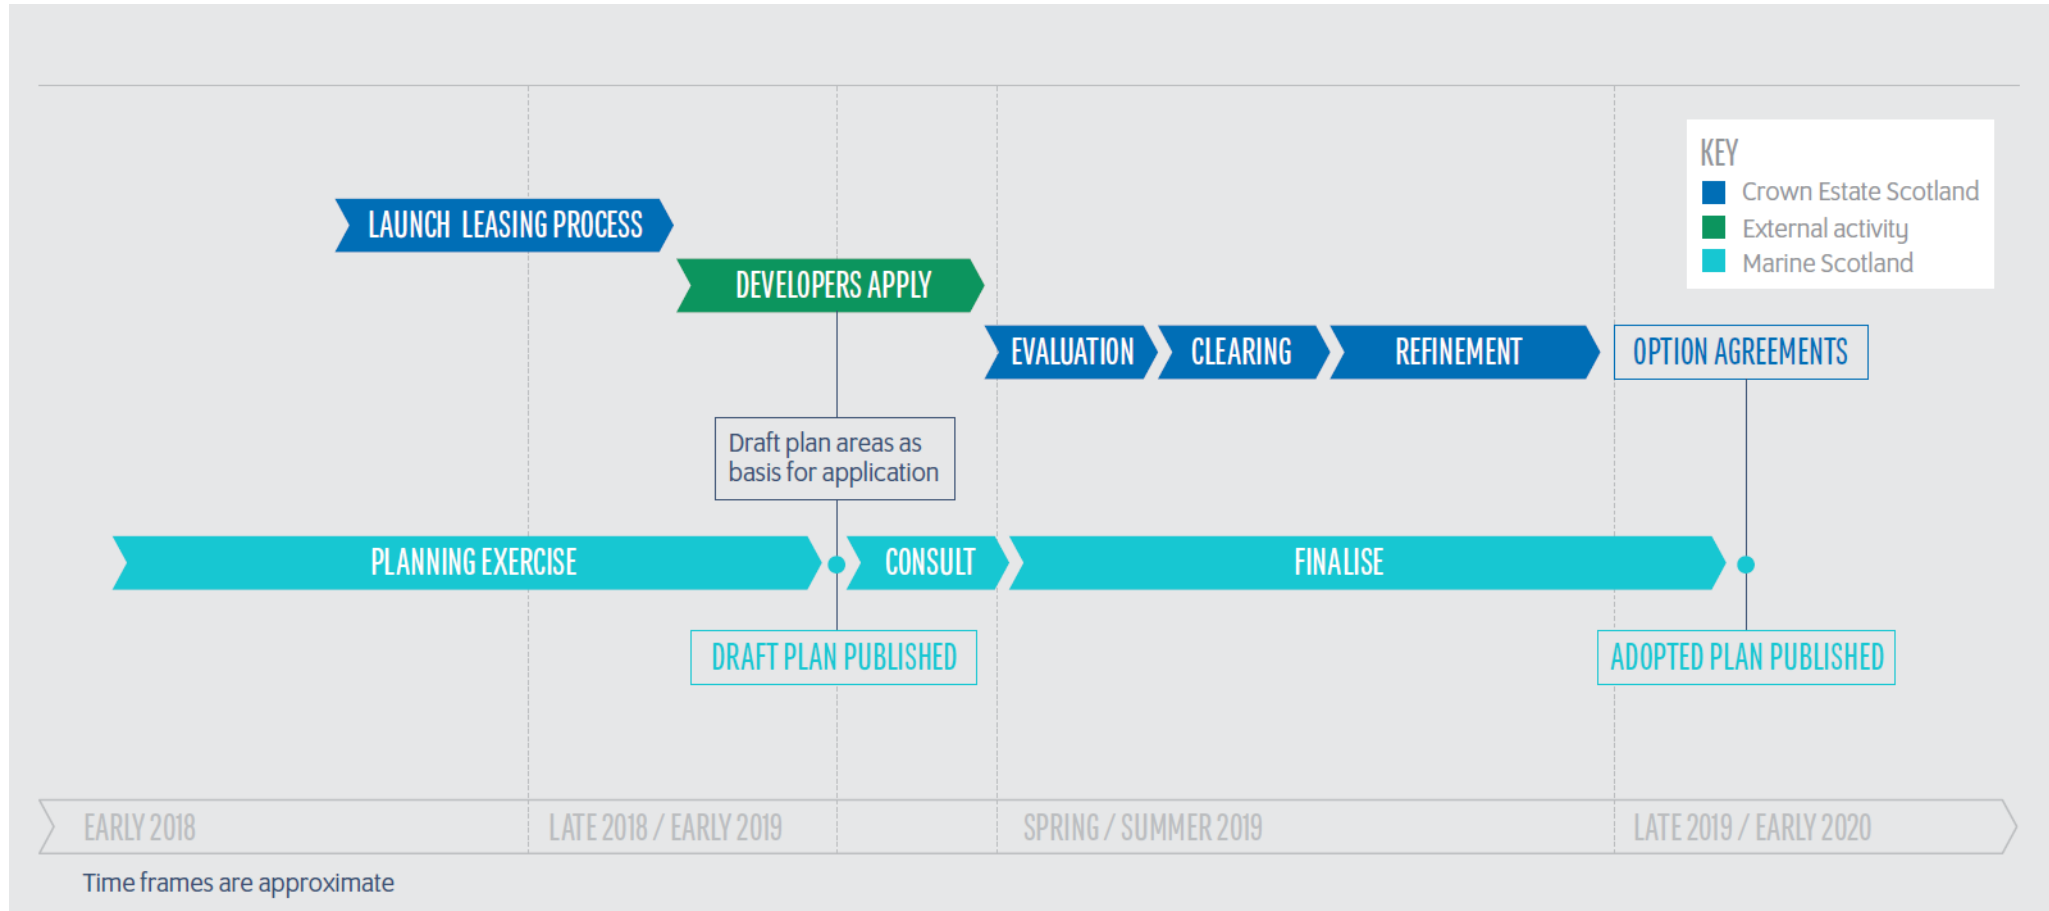 KEY
Crown Estate Scotland
External activity
Marine Scotland
LAUNCH LEASING PROCESS
DEVELOPERS APPLY
EVALUATION
CLEARING
REFINEMENT
OPTION AGREEMENTS
Draft plan areas as
basis for application
PLANNING EXERCISE
CONSULT
FINALISE
DRAFT PLAN PUBLISHED
ADOPTED PLAN PUBLISHED
EARLY 2018
LATE 2018 / EARLY 2019
SPRING / SUMMER 2019
LATE 2019 / EARLY 2020
Time frames are approximate